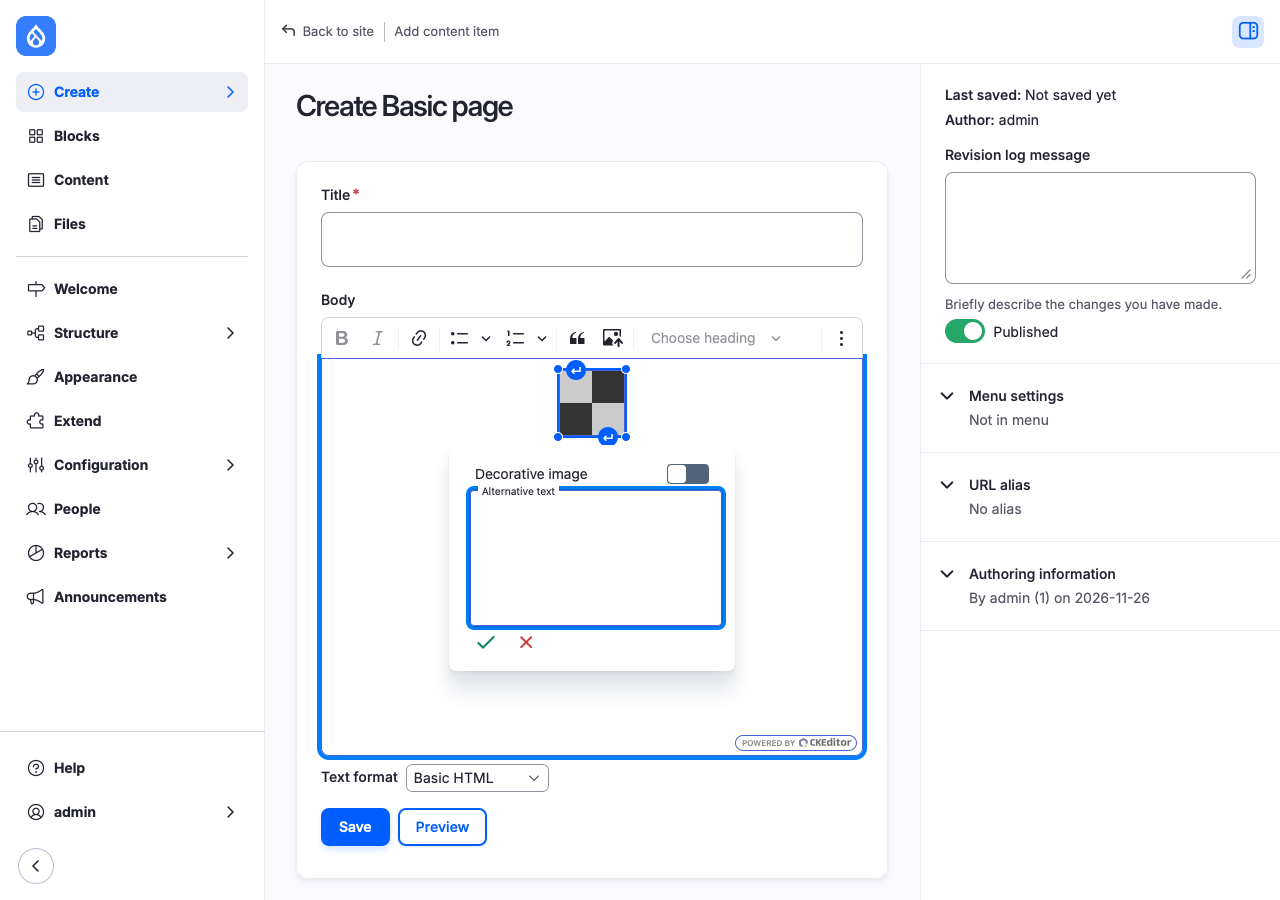 Create
Blocks
Content
Files
Welcome
Structure
Appearance
Extend
Configuration
People
Reports
Announcements
Help
admin
Back to site
Add content item
Create Basic page
Title*
Body
B I
Choose heading
Decorative image
Alternative text
POWERED BY CKEditor
Text format
Basic HTML
Save
Preview
Last saved: Not saved yet
Author: admin
Revision log message
Briefly describe the changes you have made.
Published
Menu settings
Not in menu
URL alias
No alias
Authoring information
By admin (1) on 2026-11-26